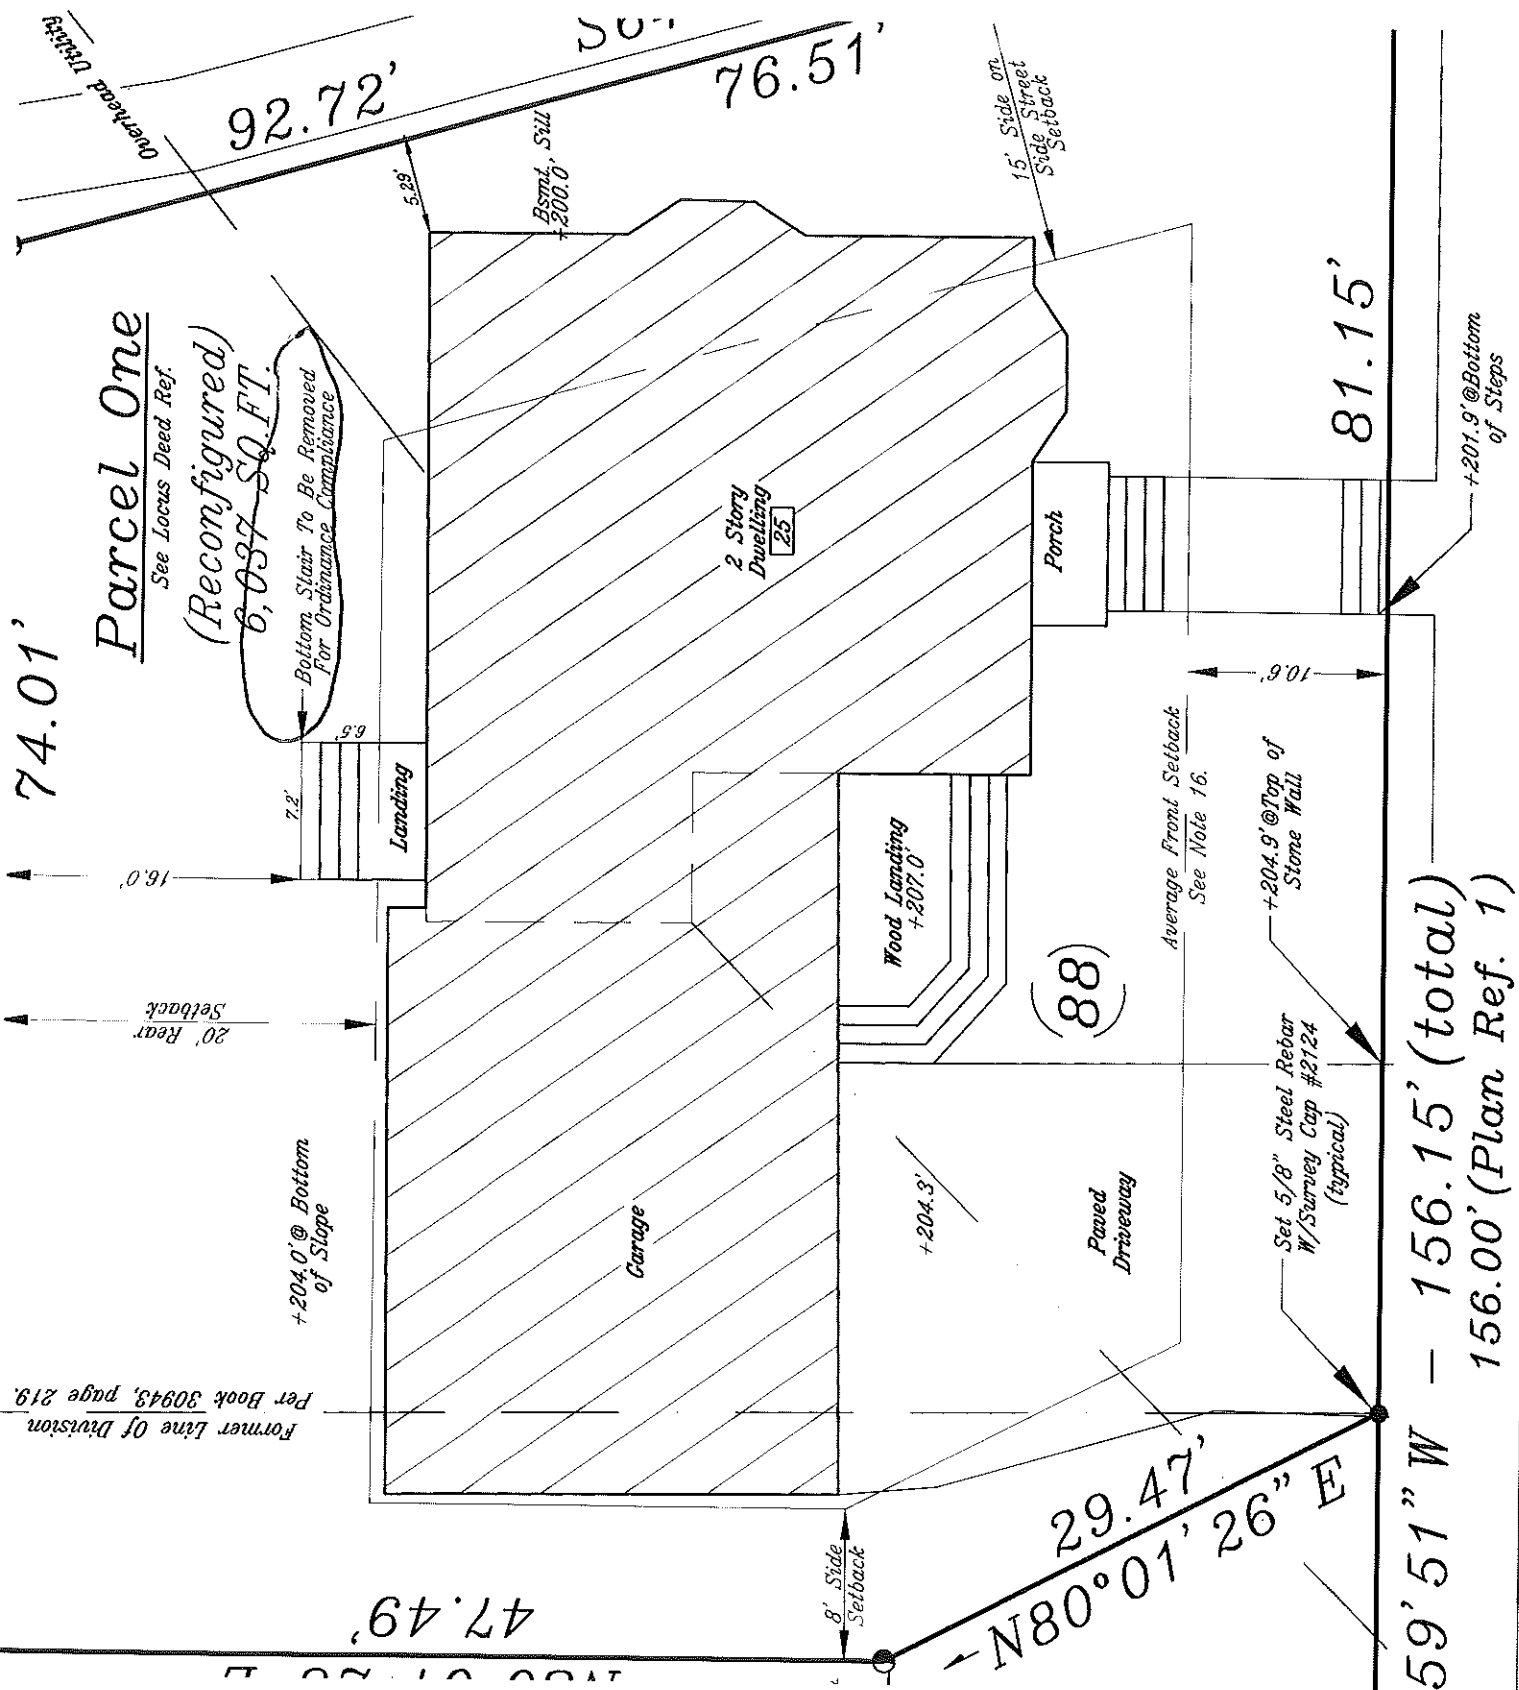 Overhead Utility
92.72'
76.51'
5.29'
Bsmt. Sill
+200.0'
15' Side on
Side Street
Setback
74.01'
Parcel One
See Locus Deed Ref.
(Reconfigured)
6,037 SQ.FT.
Bottom Stair To Be Removed
For Ordinance Compliance
7.2'
6.5'
16.0'
Landing
2 Story
Dwelling
25
Porch
81.15'
+201.9'@Bottom
of Steps
10.6'
20' Rear
Setback
Wood Landing
+207.0'
(88)
Average Front Setback
See Note 16.
+204.9'@Top of
Stone Wall
+204.0'@ Bottom
of Slope
Garage
+204.3'
Paved
Driveway
Set 5/8" Steel Rebar
W/Survey Cap #2124
(typical)
Former Line Of Division
Per Book 30943, page 219.
47.49'
8' Side
Setback
29.47'
N80°01'26" E
59'51" W - 156.15' (total)
156.00' (Plan Ref. 1)